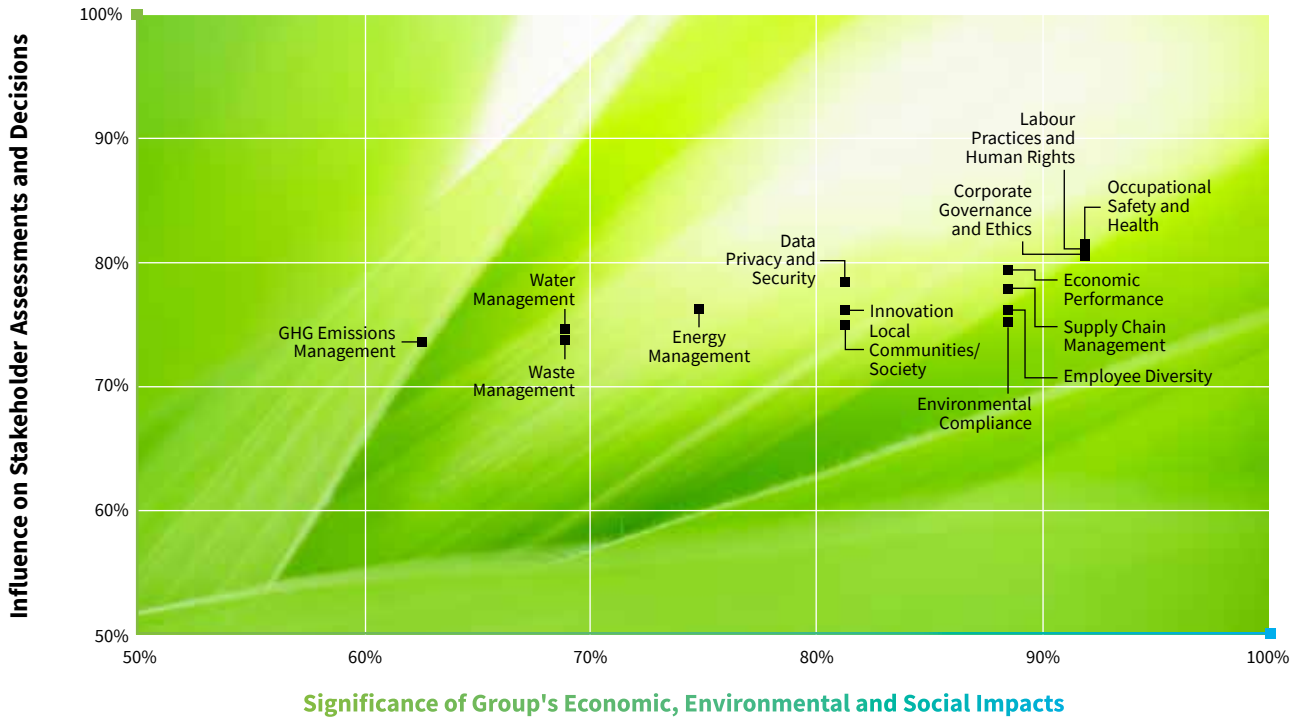 Influence on Stakeholder Assessments and Decisions
100%
90%
80%
70%
60%
50%
Labour
Practices and
Human Rights
Occupational
Safety and
Health
Corporate
Governance
and Ethics
Data
Privacy and
Security
Economic
Performance
Water
Management
Innovation
Local
Communities/
Society
Supply Chain
Management
GHG Emissions
Management
Energy
Management
Waste
Management
Employee Diversity
Environmental
Compliance
50%
60%
70%
80%
90%
100%
Significance of Group's Economic, Environmental and Social Impacts